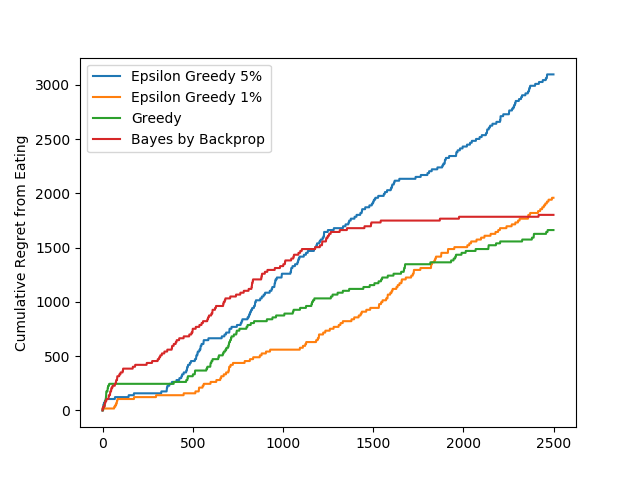 Epsilon Greedy 5%
Epsilon Greedy 1%
Greedy
Bayes by Backprop
Cumulative Regret from Eating
3000
2500
2000
1500
1000
500
0
0 500 1000 1500 2000 2500